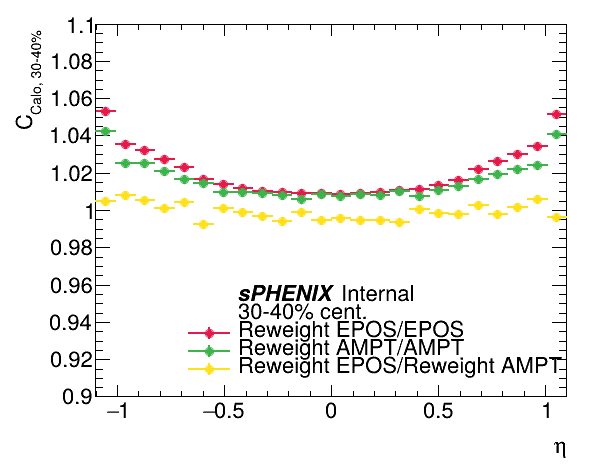 C_Calo, 30-40%
1.1
1.08
1.06
1.04
1.02
1
0.98
0.96
0.94
0.92
0.9
sPHENIX Internal
30-40% cent.
Reweight EPOS/EPOS
Reweight AMPT/AMPT
Reweight EPOS/Reweight AMPT
−1 −0.5 0 0.5 1
η